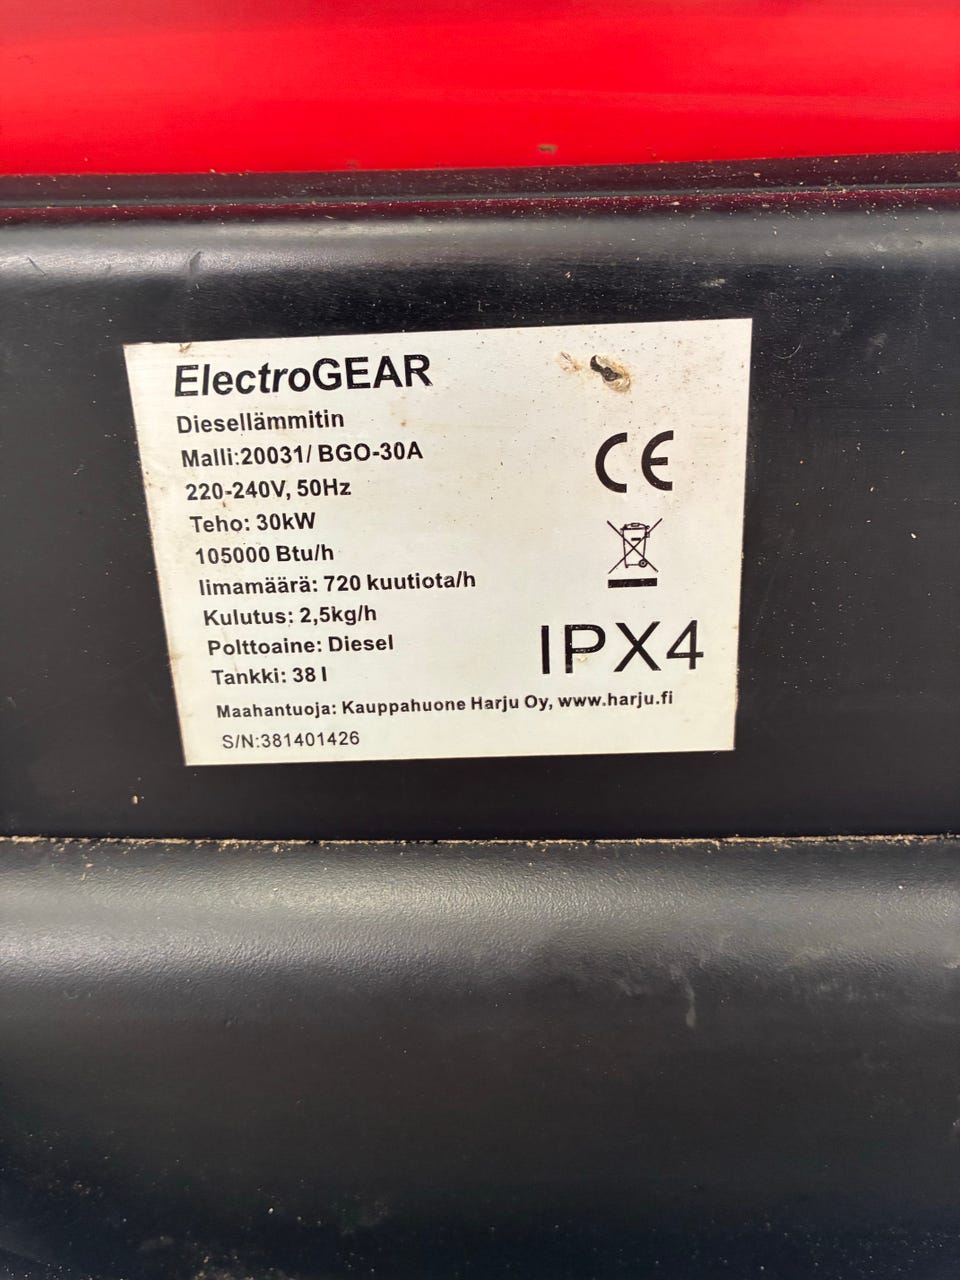 ElectroGEAR
Diesellämmitin
Malli:20031/ BGO-30A
220-240V, 50Hz
Teho: 30kW
105000 Btu/h
Iimamäärä: 720 kuutiota/h
Kulutus: 2,5kg/h
Polttoaine: Diesel
Tankki: 38 l
Maahantuoja: Kauppahuone Harju Oy, www.harju.fi
S/N:381401426
CE
IPX4